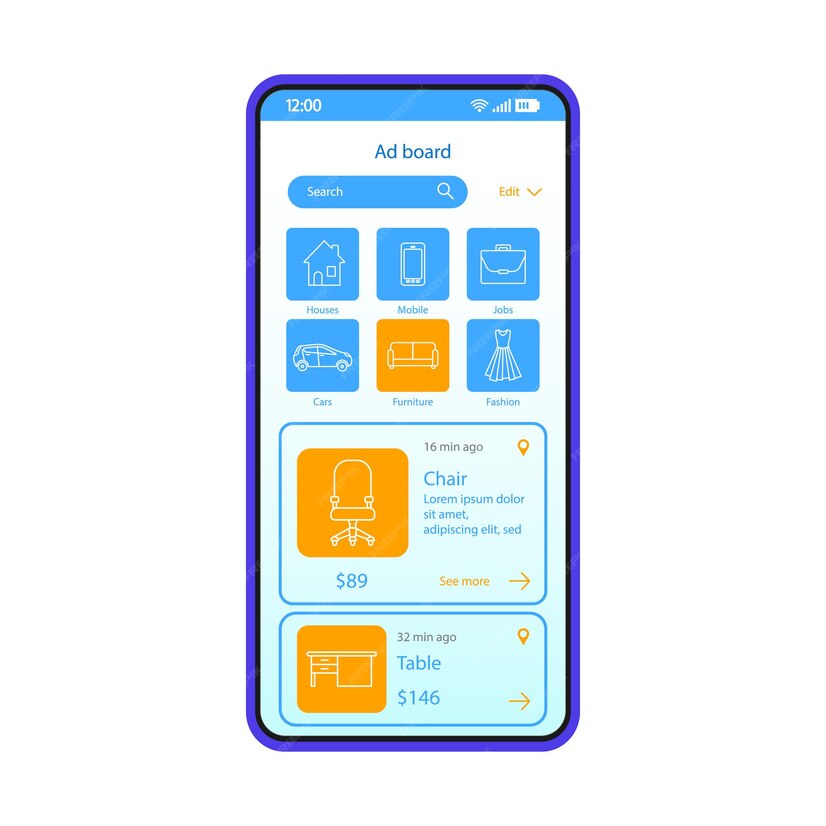 12:00
Ad board
Search
Edit
Houses
Mobile
Jobs
Cars
Furniture
Fashion
16 min ago
Chair
Lorem ipsum dolor
sit amet,
adipiscing elit, sed
$89
See more
32 min ago
Table
$146